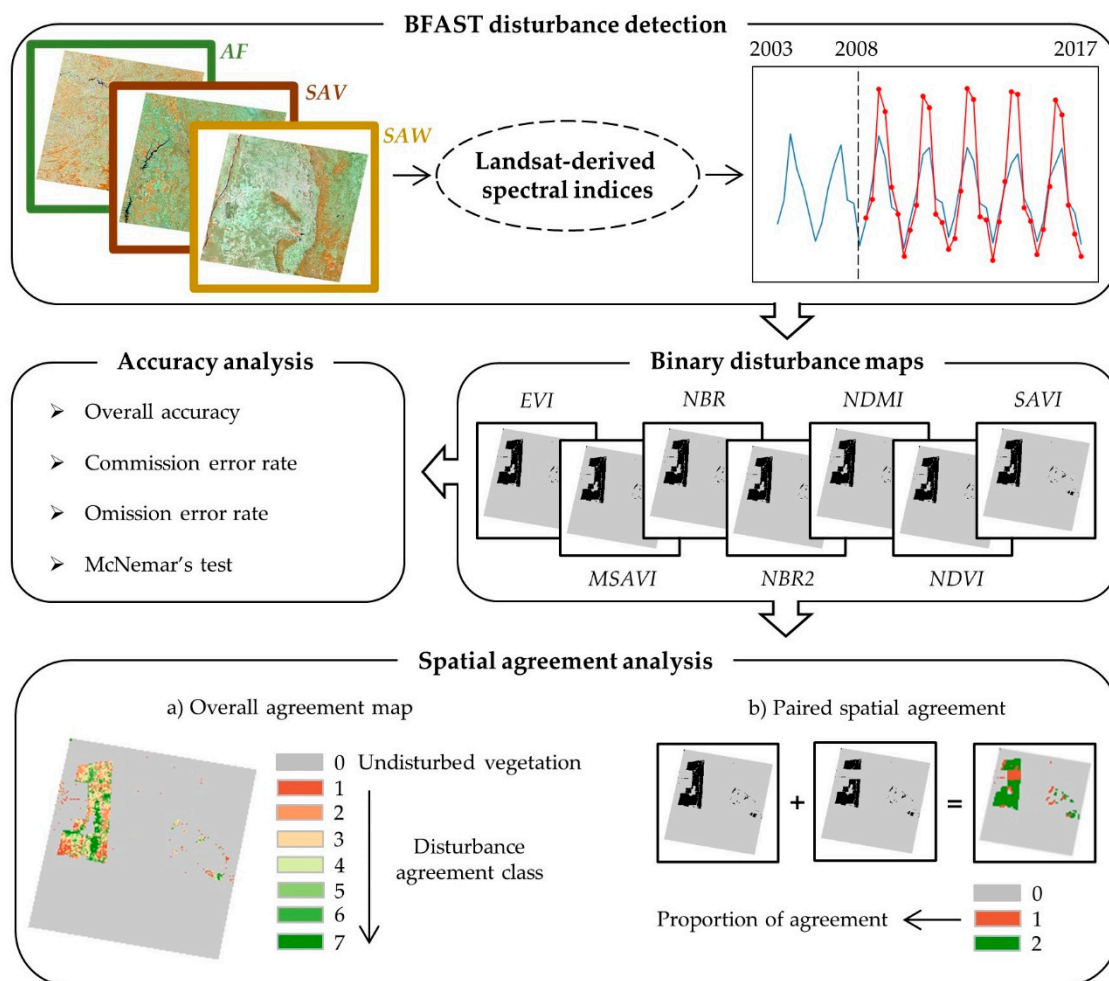 BFAST disturbance detection
AF
SAV
SAW
Landsat-derived
spectral indices
2003 2008 2017
Accuracy analysis
➢ Overall accuracy
➢ Commission error rate
➢ Omission error rate
➢ McNemar's test
Binary disturbance maps
EVI NBR NDMI SAVI
MSAVI NBR2 NDVI
Spatial agreement analysis
a) Overall agreement map
0 Undisturbed vegetation
1
2
3
4
5
6
7
Disturbance
agreement class
b) Paired spatial agreement
+ =
Proportion of agreement
0
1
2